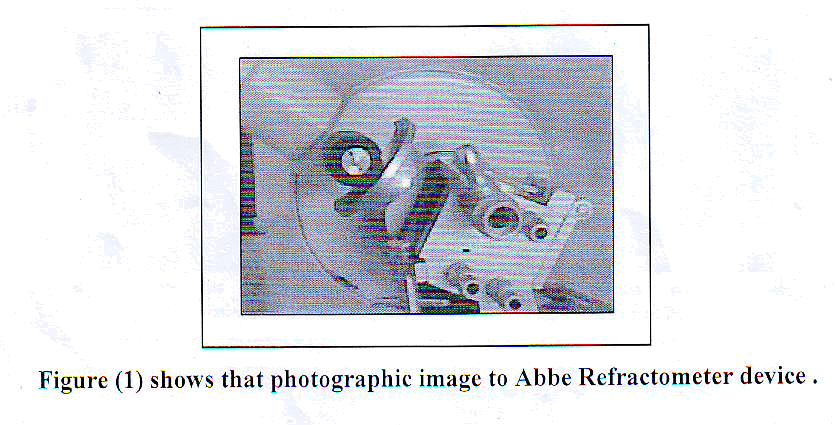 Figure (1) shows that photographic image to Abbe Refractometer device .